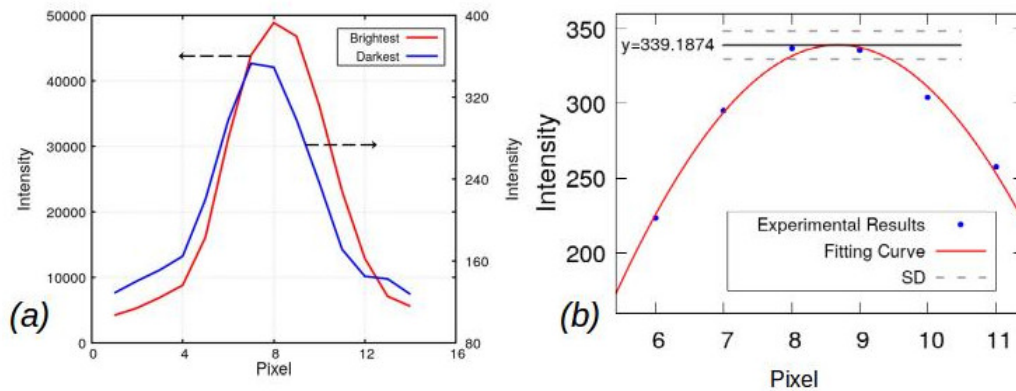 50000
40000
30000
20000
10000
0
Intensity
0
4
8
12
16
Pixel
400
360
240
160
80
Intensity
Brightest
Darkest
(a)
350
300
250
200
Intensity
y=339.1874
Experimental Results
Fitting Curve
SD
6
7
8
9
10
11
Pixel
(b)